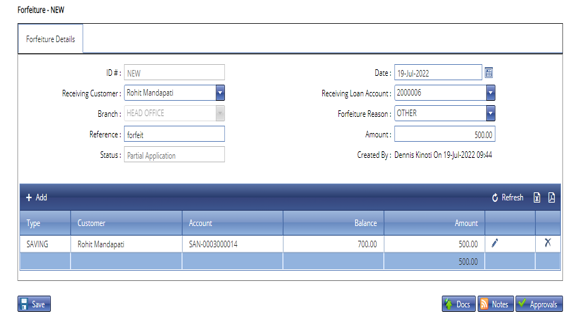 Forfeiture - NEW
Forfeiture Details
ID # : NEW Date : 19-Jul-2022
Receiving Customer : Rohit Mandapati Receiving Loan Account : 2000006
Branch : HEAD OFFICE Forfeiture Reason : OTHER
Reference : forfeit Amount : 500.00
Status : Partial Application Created By : Dennis Kinoti On 19-Jul-2022 09:44
+ Add Refresh
Type Customer Account Balance Amount
SAVING Rohit Mandapati SAN-0003000014 700.00 500.00
500.00
Save Docs Notes Approvals